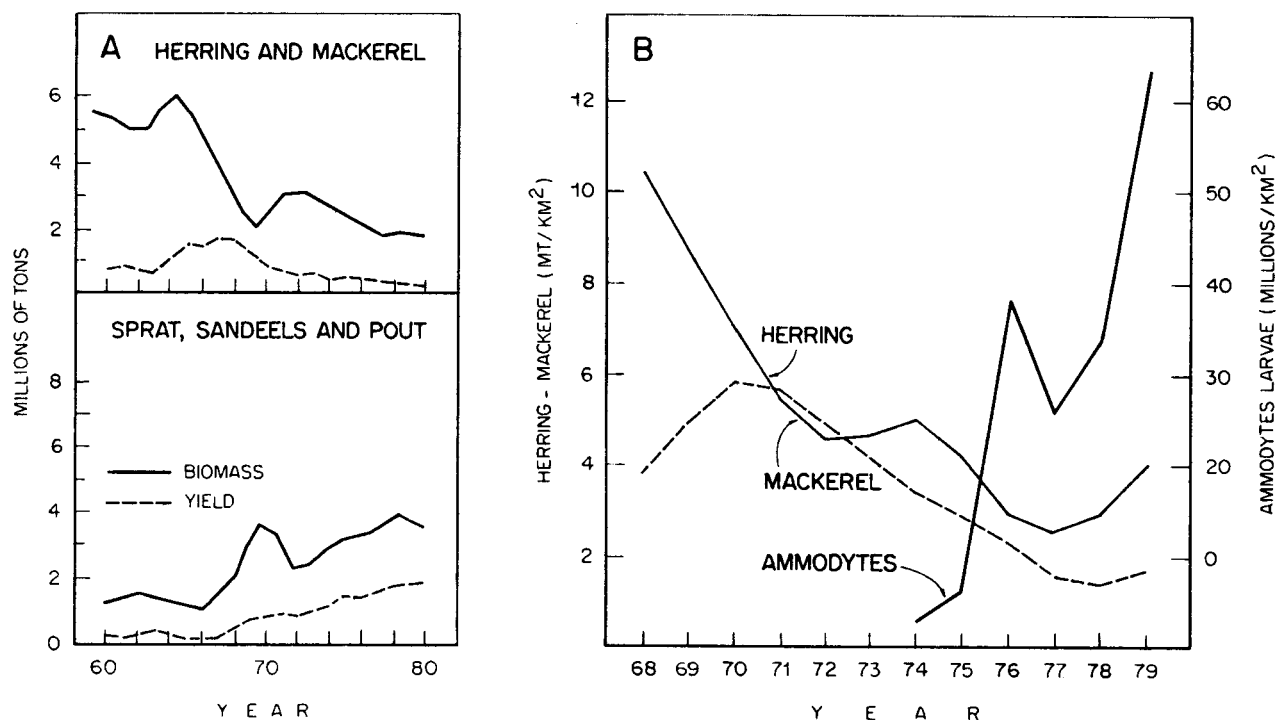 A HERRING AND MACKEREL
6
4
2
SPRAT, SANDEELS AND POUT
8
6
4
2
0
BIOMASS
YIELD
60 70 80
YEAR
MILLIONS OF TONS
B
12
10
8
6
4
2
HERRING - MACKEREL (MT/KM²)
HERRING
MACKEREL
AMMODYTES
60
50
40
30
20
10
0
AMMODYTES LARVAE (MILLIONS/KM²)
68 69 70 71 72 73 74 75 76 77 78 79
YEAR